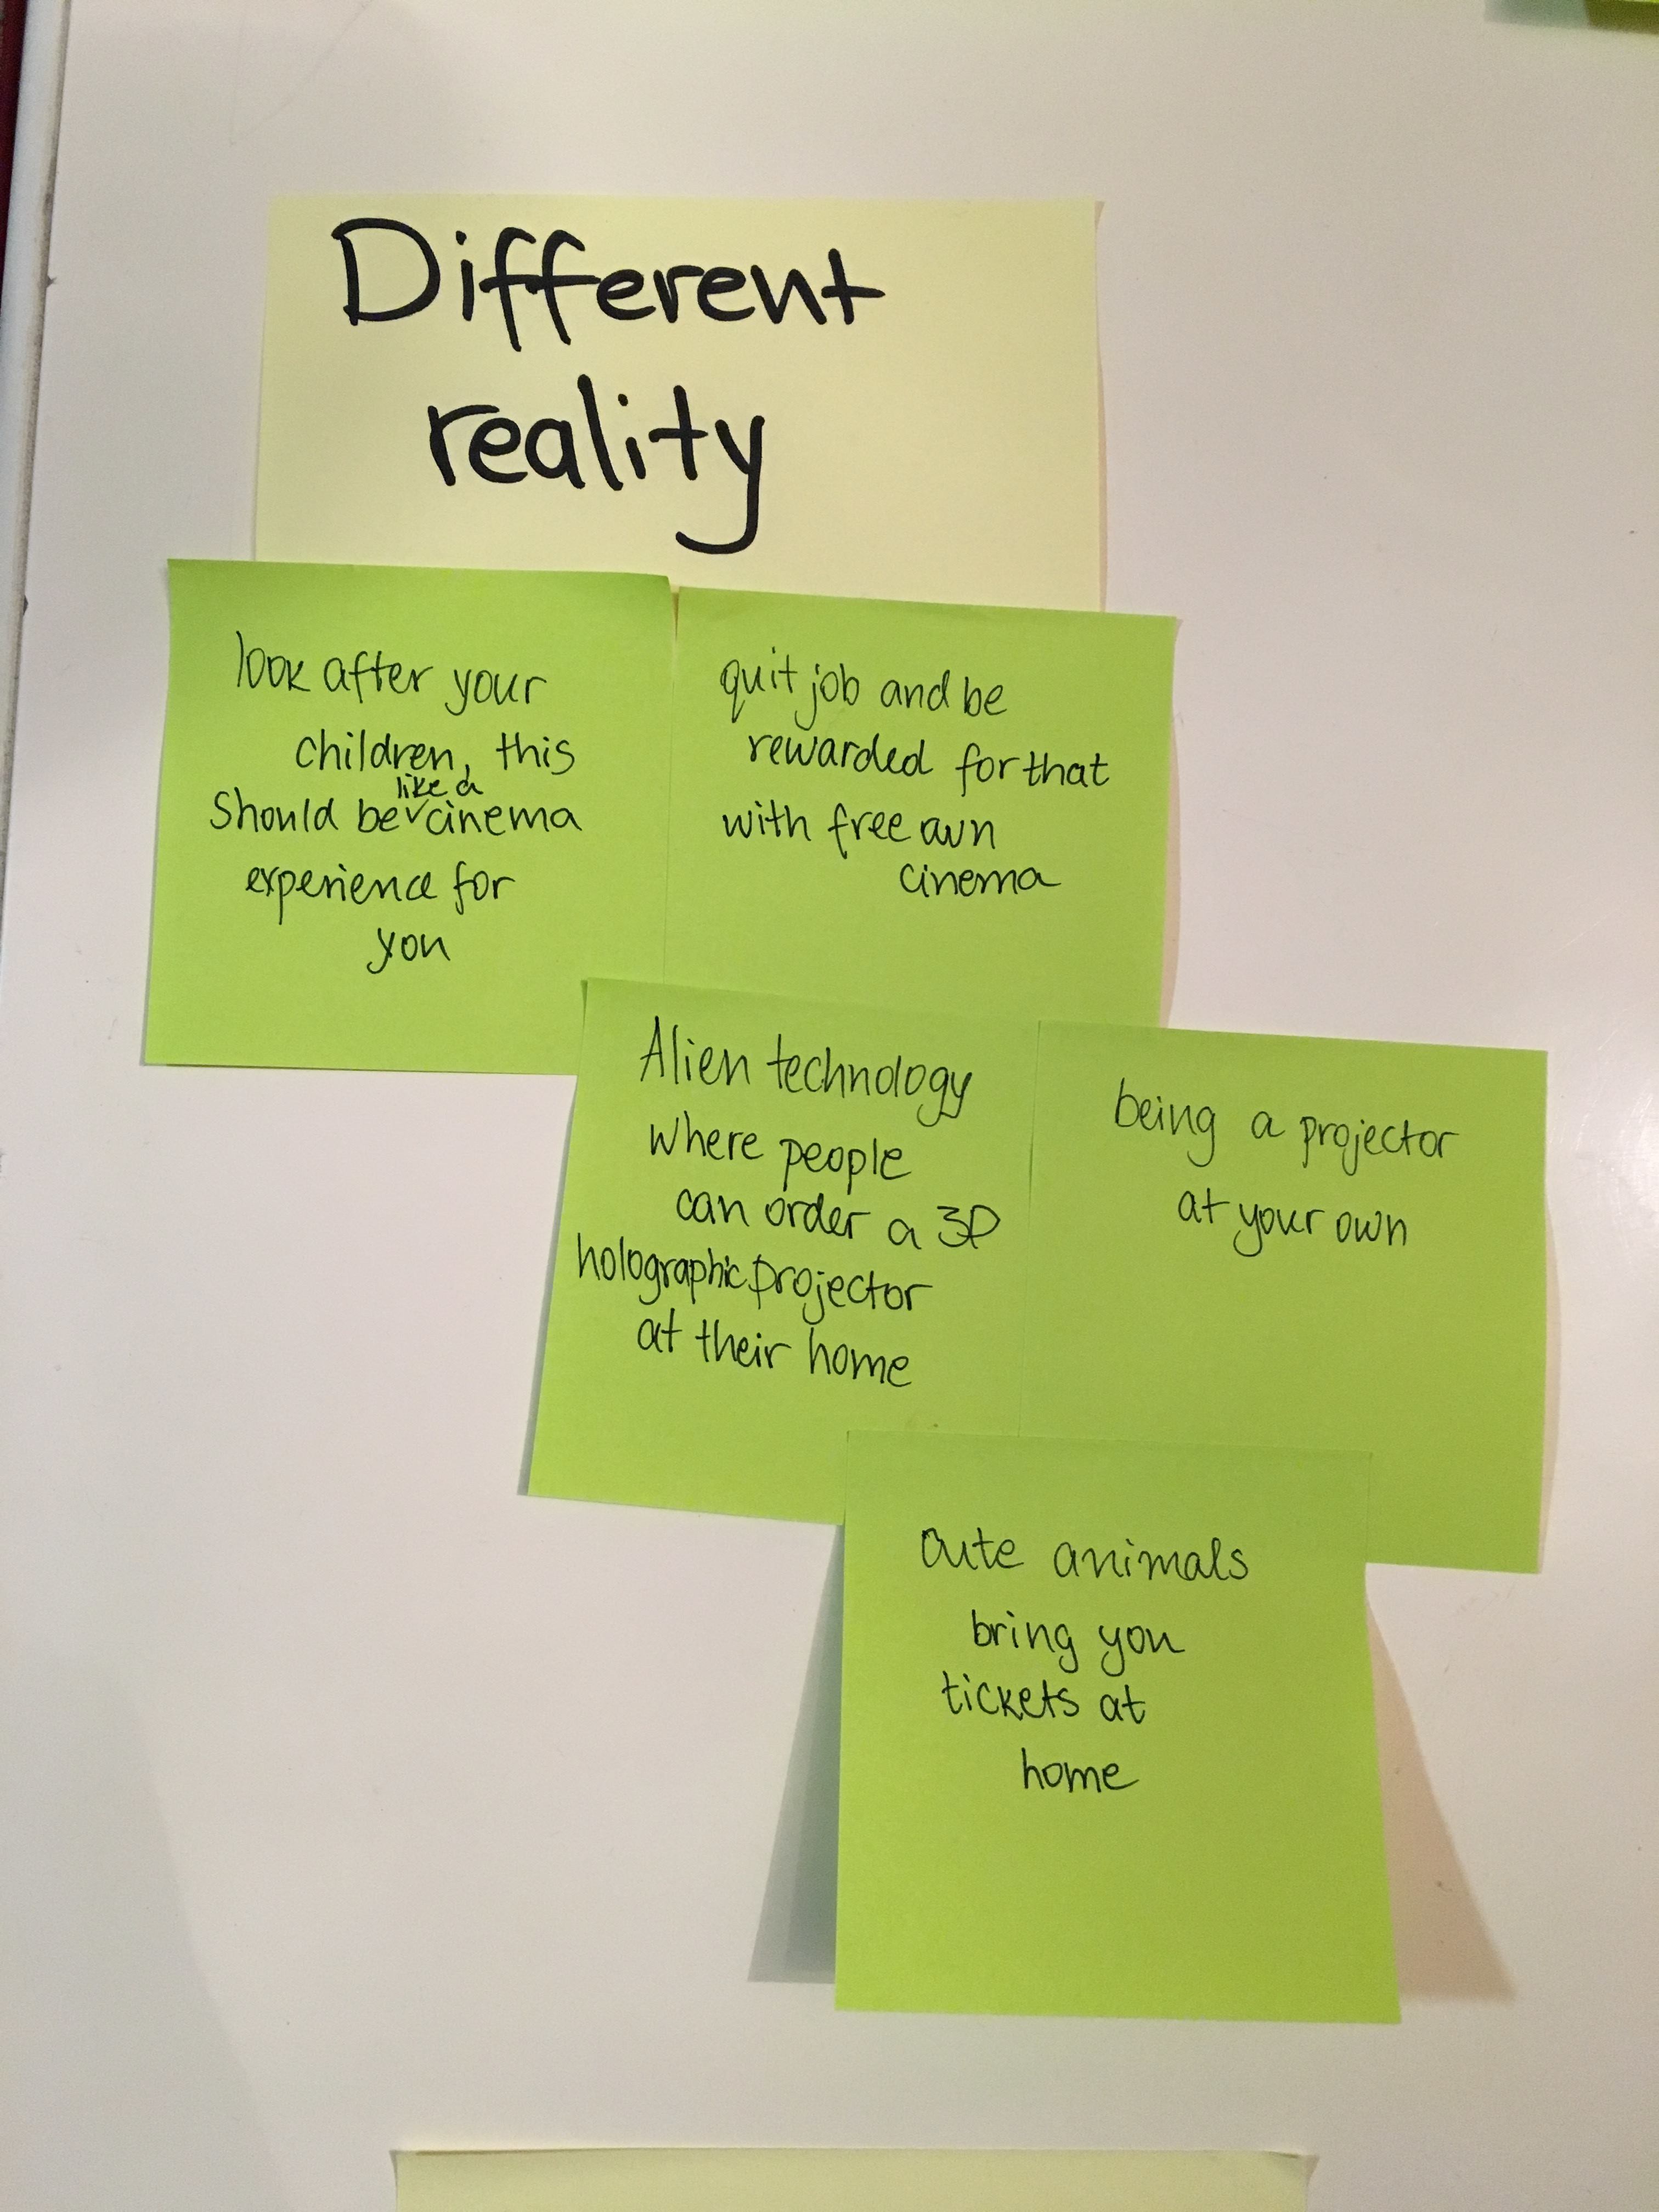 Different
reality
look after your
children, this
should be like a cinema
experience for
you
quit job and be
rewarded for that
with free own
cinema
Alien technology
where people
can order a 3D
holographic projector
at their home
being a projector
at your own
cute animals
bring you
tickets at
home